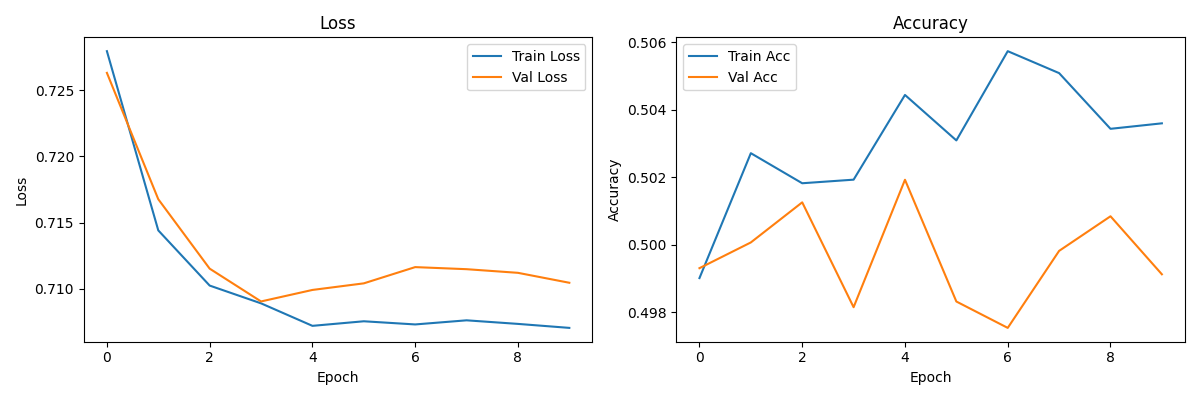 Loss
Train Loss
Val Loss
0.725
0.720
0.715
0.710
Loss
0 2 4 6 8
Epoch
Accuracy
Train Acc
Val Acc
0.506
0.504
0.502
0.500
0.498
Accuracy
0 2 4 6 8
Epoch